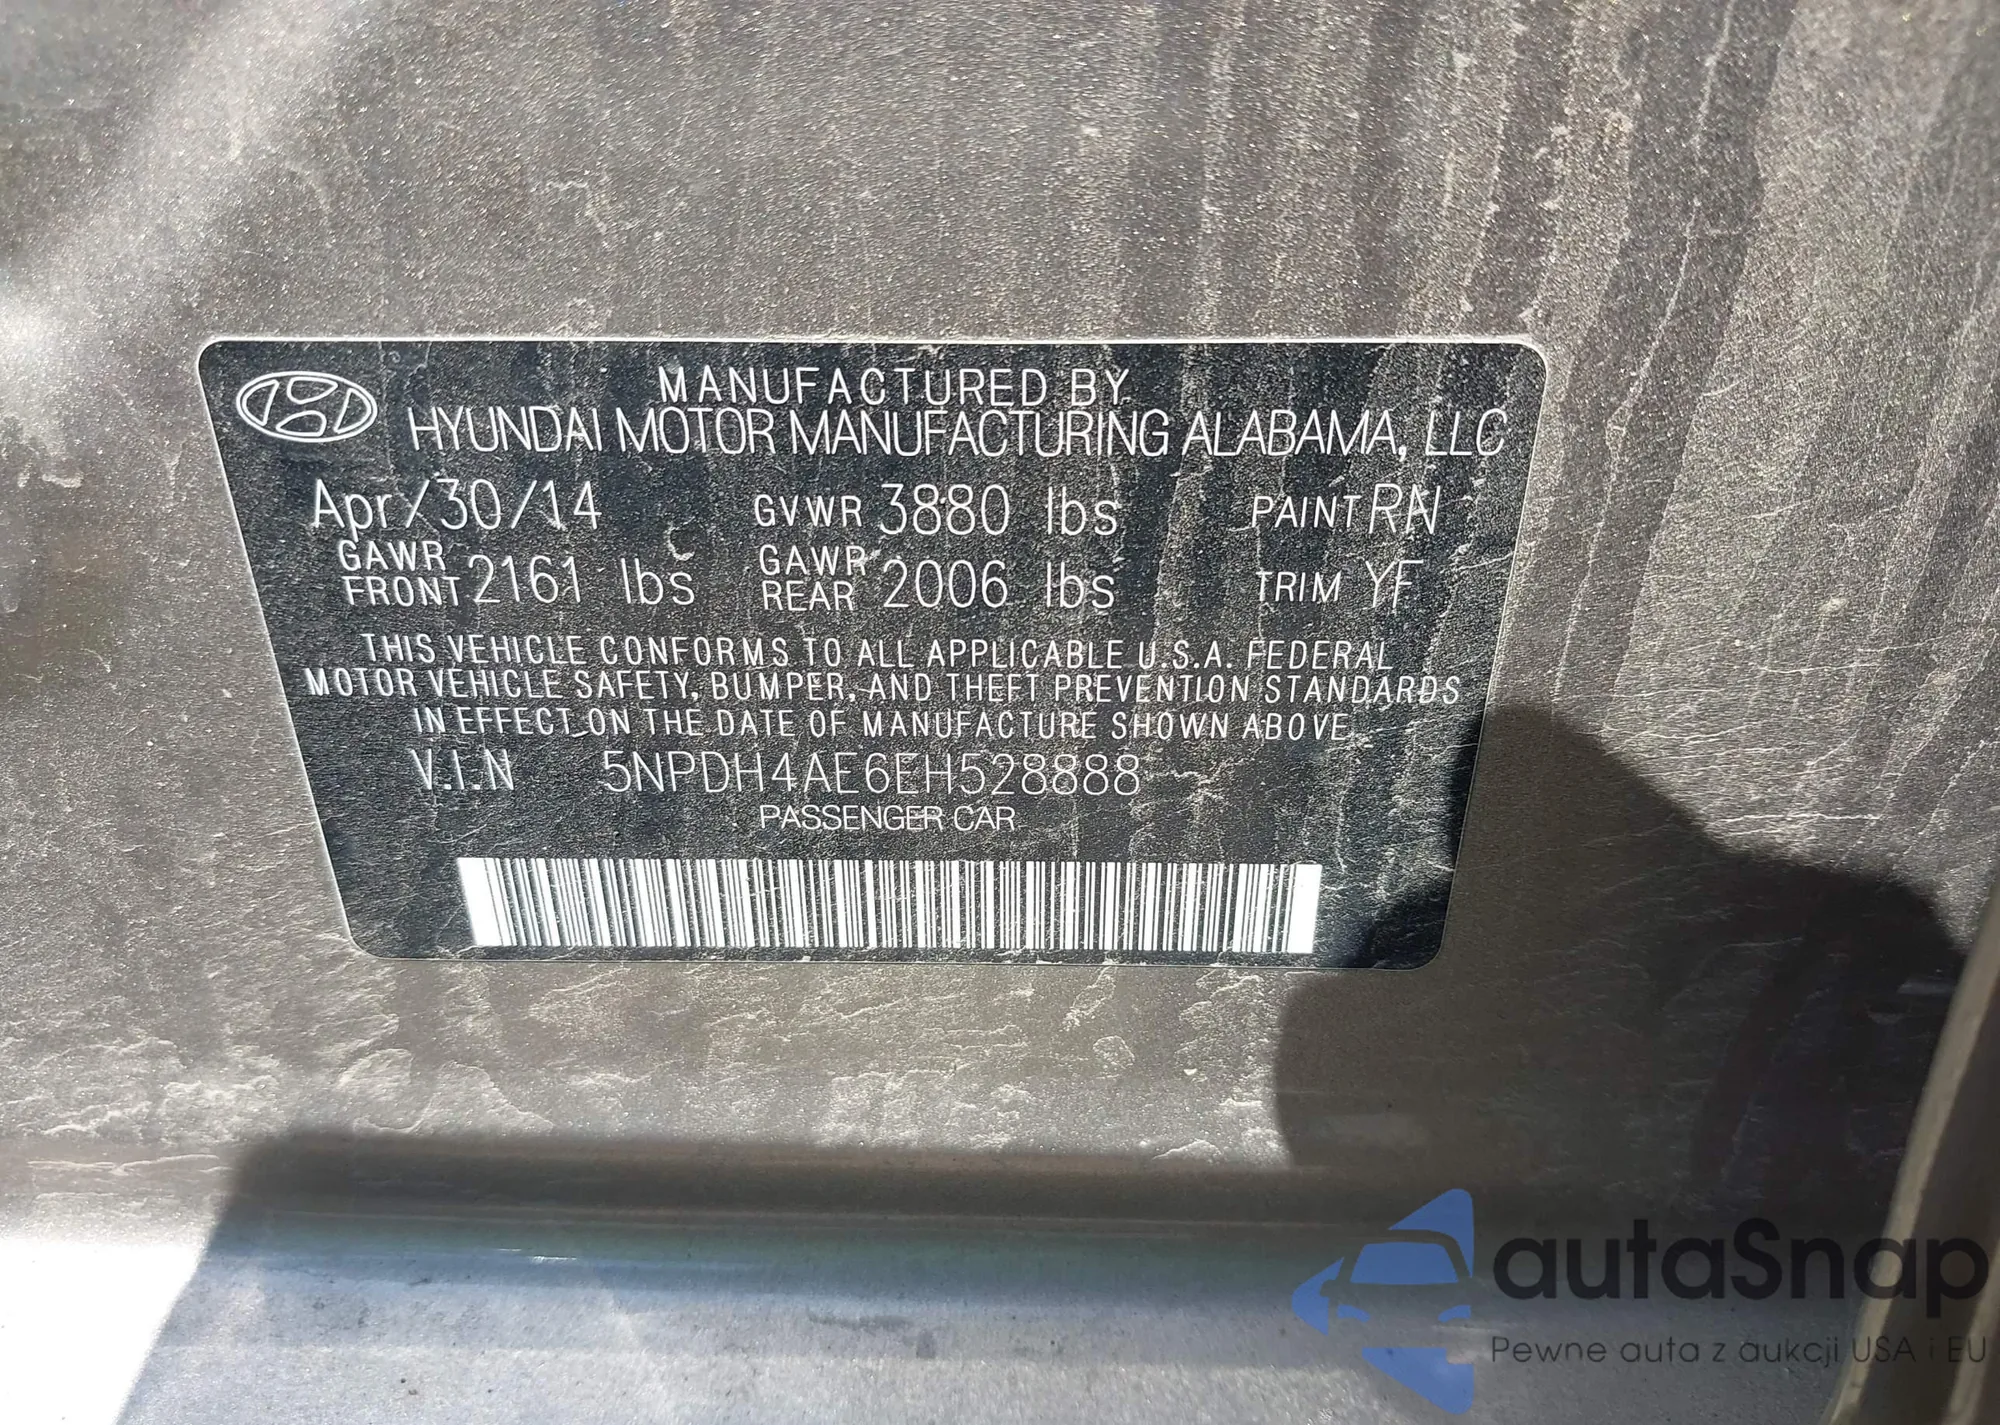 MANUFACTURED BY
HYUNDAI MOTOR MANUFACTURING ALABAMA, LLC
Apr/30/14 GVWR 3880 lbs PAINT RN
GAWR FRONT 2161 lbs GAWR REAR 2006 lbs TRIM YF
THIS VEHICLE CONFORMS TO ALL APPLICABLE U.S.A. FEDERAL
MOTOR VEHICLE SAFETY, BUMPER, AND THEFT PREVENTION STANDARDS
IN EFFECT ON THE DATE OF MANUFACTURE SHOWN ABOVE.
V.I.N 5NPDH4AE6EH528888
PASSENGER CAR
autaSnap
Pewne auta z aukcji USA i EU